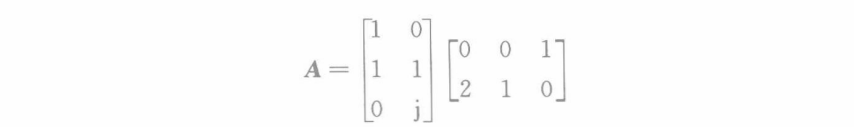 A = [1 0] [0 0 1]
[1 1] [2 1 0]
[0 j]